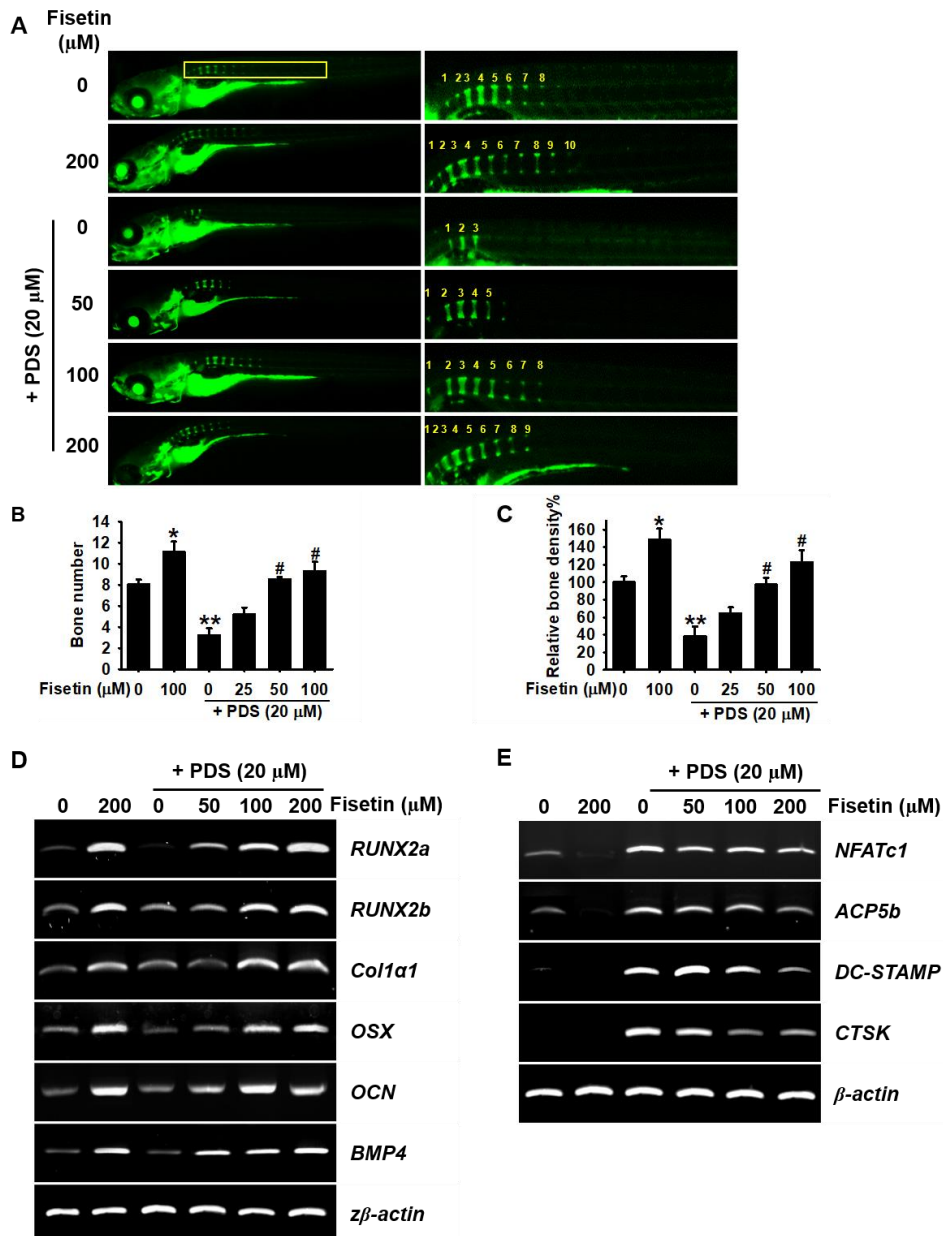 A
Fisetin
(μM)
0
1 2 3 4 5 6 7 8
200
1 2 3 4 5 6 7 8 9 10
+ PDS (20 μM)
0
1 2 3
50
1 2 3 4 5
100
1 2 3 4 5 6 7 8
200
1 2 3 4 5 6 7 8 9
B
Bone number
14
12
10
8
6
4
2
0
*
**
#
#
Fisetin (μM) 0 100 0 25 50 100
+ PDS (20 μM)
C
Relative bone density%
160
140
120
100
80
60
40
20
0
*
**
#
#
Fisetin (μM) 0 100 0 25 50 100
+ PDS (20 μM)
D
+ PDS (20 μM)
0 200 0 50 100 200 Fisetin (μM)
RUNX2a
RUNX2b
Col1α1
OSX
OCN
BMP4
zβ-actin
E
+ PDS (20 μM)
0 200 0 50 100 200 Fisetin (μM)
NFATc1
ACP5b
DC-STAMP
CTSK
β-actin